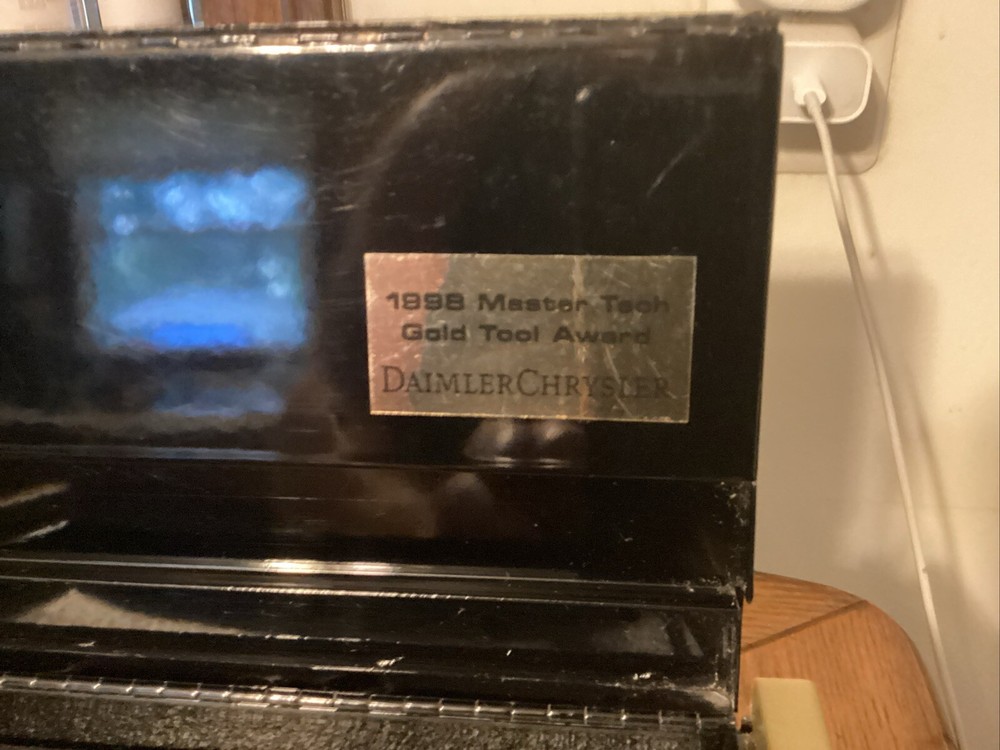 1998 Master Tech
Gold Tool Award
DAIMLERCHRYSLER